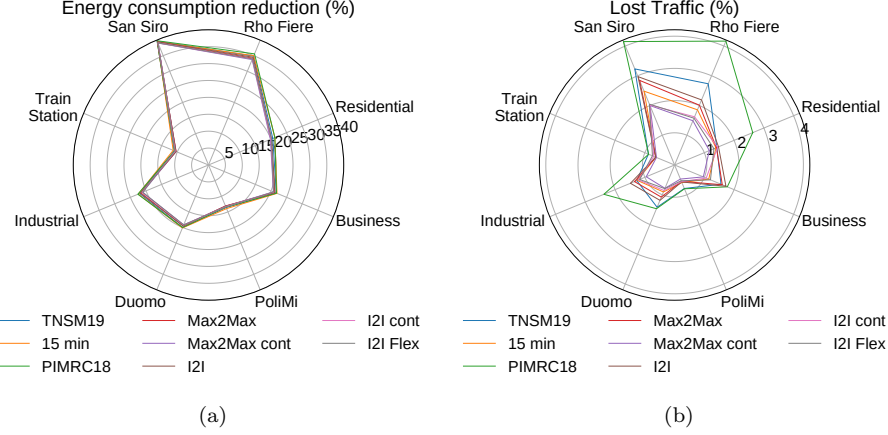 Energy consumption reduction (%)
San Siro
Rho Fiere
Train
Station
Residential
5 10 15 20 25 30 35 40
Industrial
Business
Duomo
PoliMi
TNSM19
Max2Max
I2I cont
15 min
Max2Max cont
I2I Flex
PIMRC18
I2I
(a)
Lost Traffic (%)
San Siro
Rho Fiere
Train
Station
Residential
1 2 3 4
Industrial
Business
Duomo
PoliMi
TNSM19
Max2Max
I2I cont
15 min
Max2Max cont
I2I Flex
PIMRC18
I2I
(b)